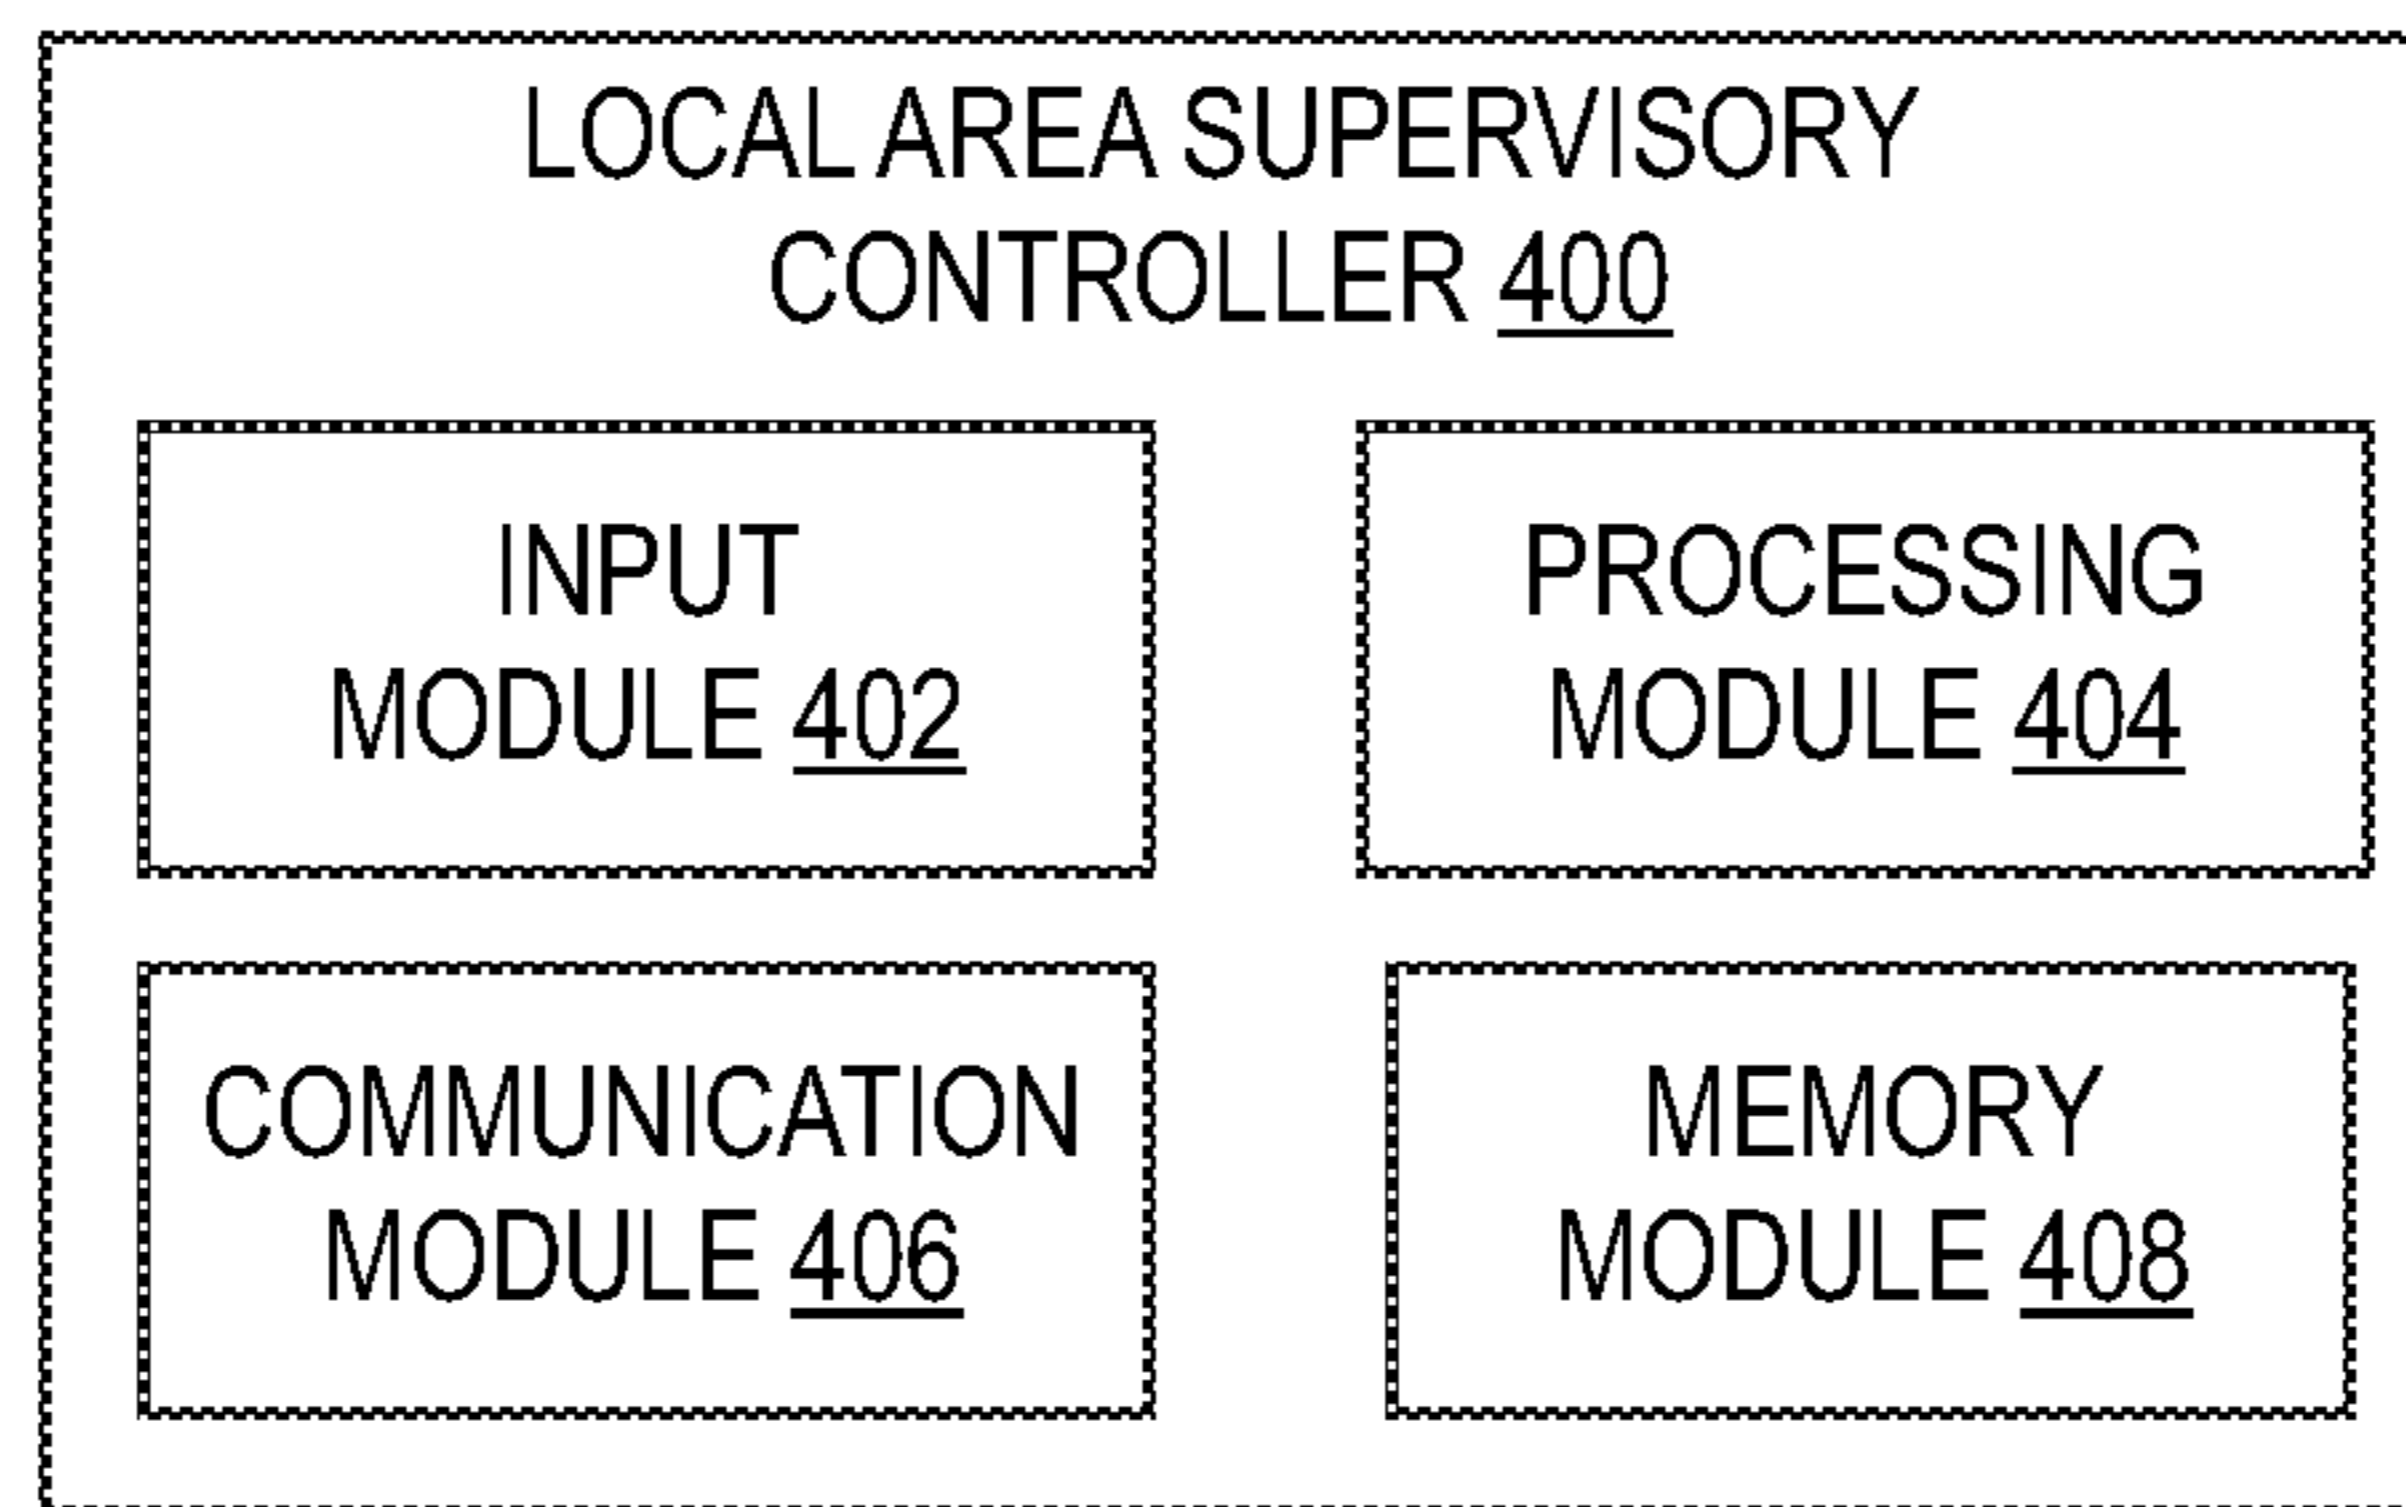 LOCAL AREA SUPERVISORY
CONTROLLER 400
INPUT
MODULE 402
PROCESSING
MODULE 404
COMMUNICATION
MODULE 406
MEMORY
MODULE 408